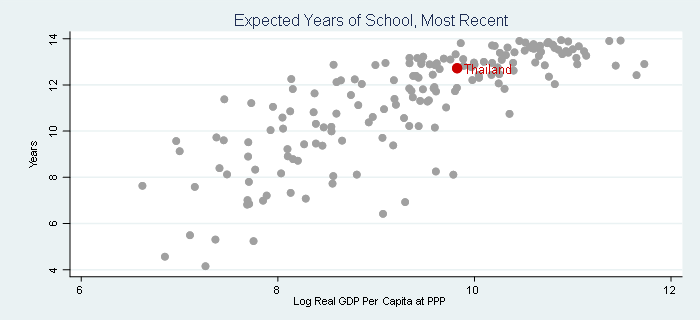 Expected Years of School, Most Recent
14
12
10
8
6
4
Years
Thailand
6
8
10
12
Log Real GDP Per Capita at PPP